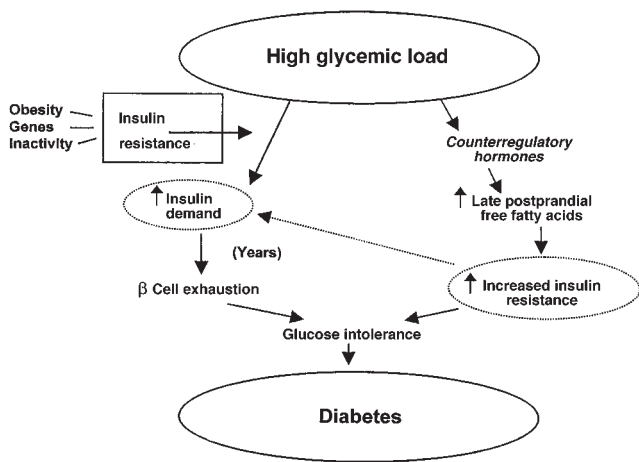 High glycemic load
Obesity
Genes
Inactivity
Insulin
resistance
Counterregulatory
hormones
↑ Insulin
demand
↑ Late postprandial
free fatty acids
(Years)
β Cell exhaustion
↑ Increased insulin
resistance
Glucose intolerance
Diabetes